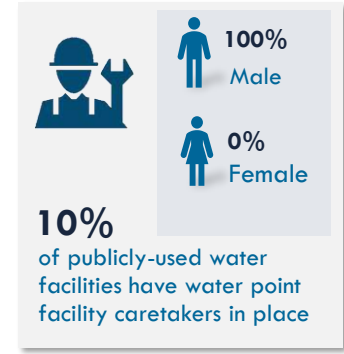 100%
Male
0%
Female
10%
of publicly-used water
facilities have water point
facility caretakers in place